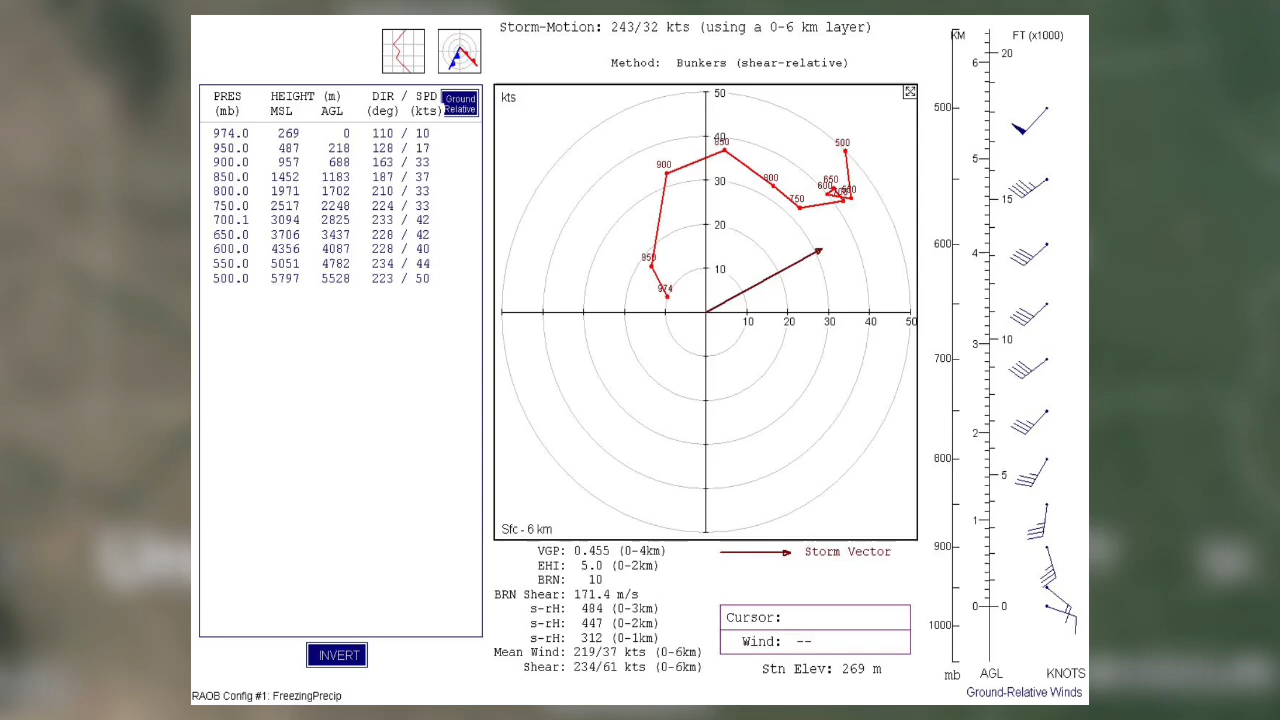 Storm-Motion: 243/32 kts (using a 0-6 km layer)
Method: Bunkers (shear-relative)
PRES HEIGHT (m) DIR / SPD
(mb) MSL AGL (deg) (kts)
Ground
Relative
974.0 269 0 110 / 10
950.0 487 218 128 / 17
900.0 957 688 163 / 33
850.0 1452 1183 187 / 37
800.0 1971 1702 210 / 33
750.0 2517 2248 224 / 33
700.1 3094 2825 233 / 42
650.0 3706 3437 228 / 42
600.0 4356 4087 228 / 40
550.0 5051 4782 234 / 44
500.0 5797 5528 223 / 50
INVERT
RAOB Config #1: FreezingPrecip
kts
50
40
30
20
10
10 20 30 40 50
500
850
900
800
650
600
550
750
950
974
Sfc - 6 km
VGP: 0.455 (0-4km)
EHI: 5.0 (0-2km)
BRN: 10
BRN Shear: 171.4 m/s
s-rH: 484 (0-3km)
s-rH: 447 (0-2km)
s-rH: 312 (0-1km)
Mean Wind: 219/37 kts (0-6km)
Shear: 234/61 kts (0-6km)
Storm Vector
Cursor:
Wind: --
Stn Elev: 269 m
KM FT (x1000)
20
6
500
5
15
4
600
10
3
700
2
800
5
1
900
0 0
1000
mb AGL KNOTS
Ground-Relative Winds